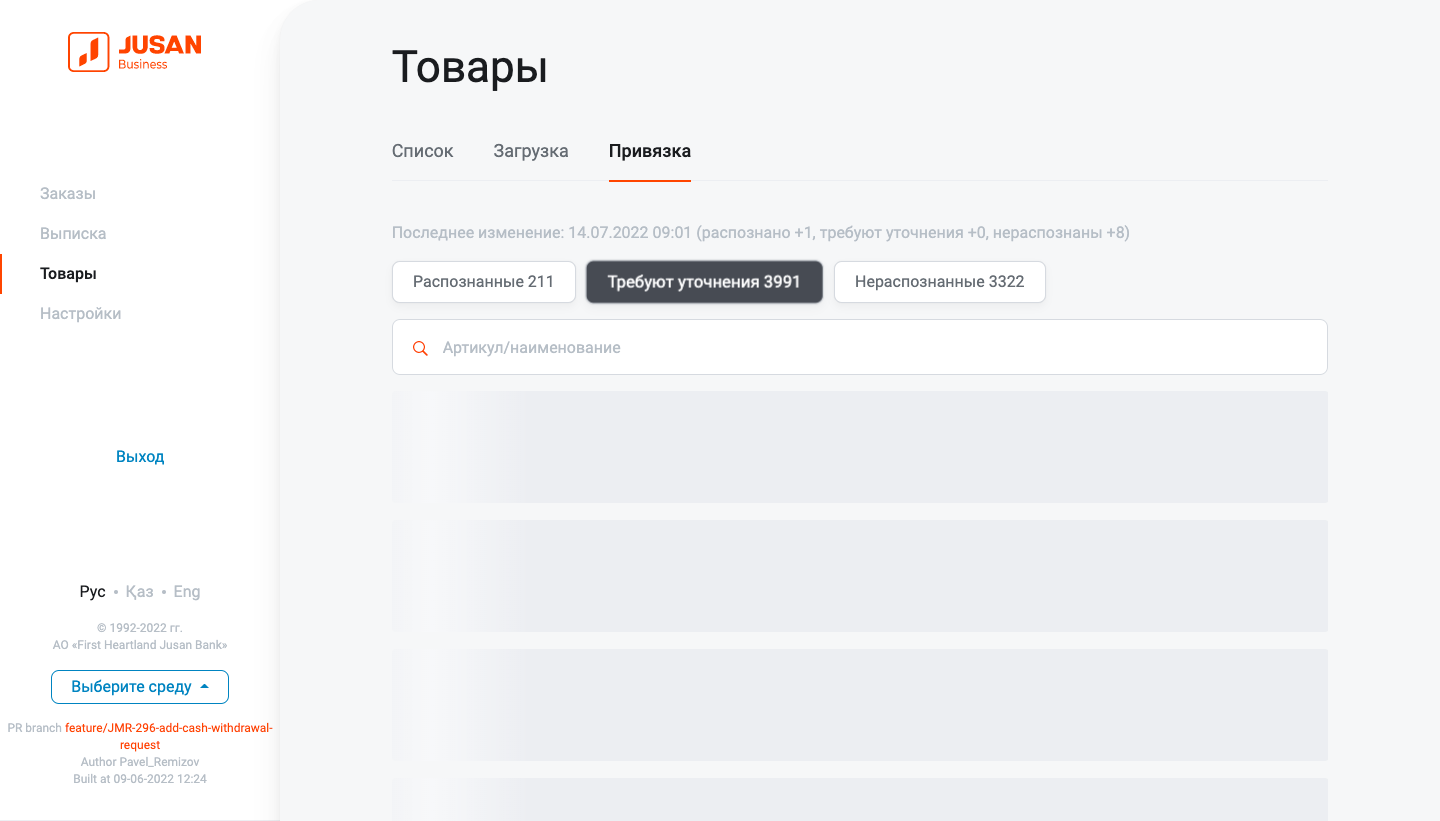 JUSAN
Business
Заказы
Выписка
Товары
Настройки
Выход
Рус • Қаз • Eng
© 1992-2022 гг.
АО «First Heartland Jusan Bank»
Выберите среду
PR branch feature/JMR-296-add-cash-withdrawal-
request
Author Pavel_Remizov
Built at 09-06-2022 12:24
Товары
Список Загрузка Привязка
Последнее изменение: 14.07.2022 09:01 (распознано +1, требуют уточнения +0, нераспознаны +8)
Распознанные 211 Требуют уточнения 3991 Нераспознанные 3322
Артикул/наименование